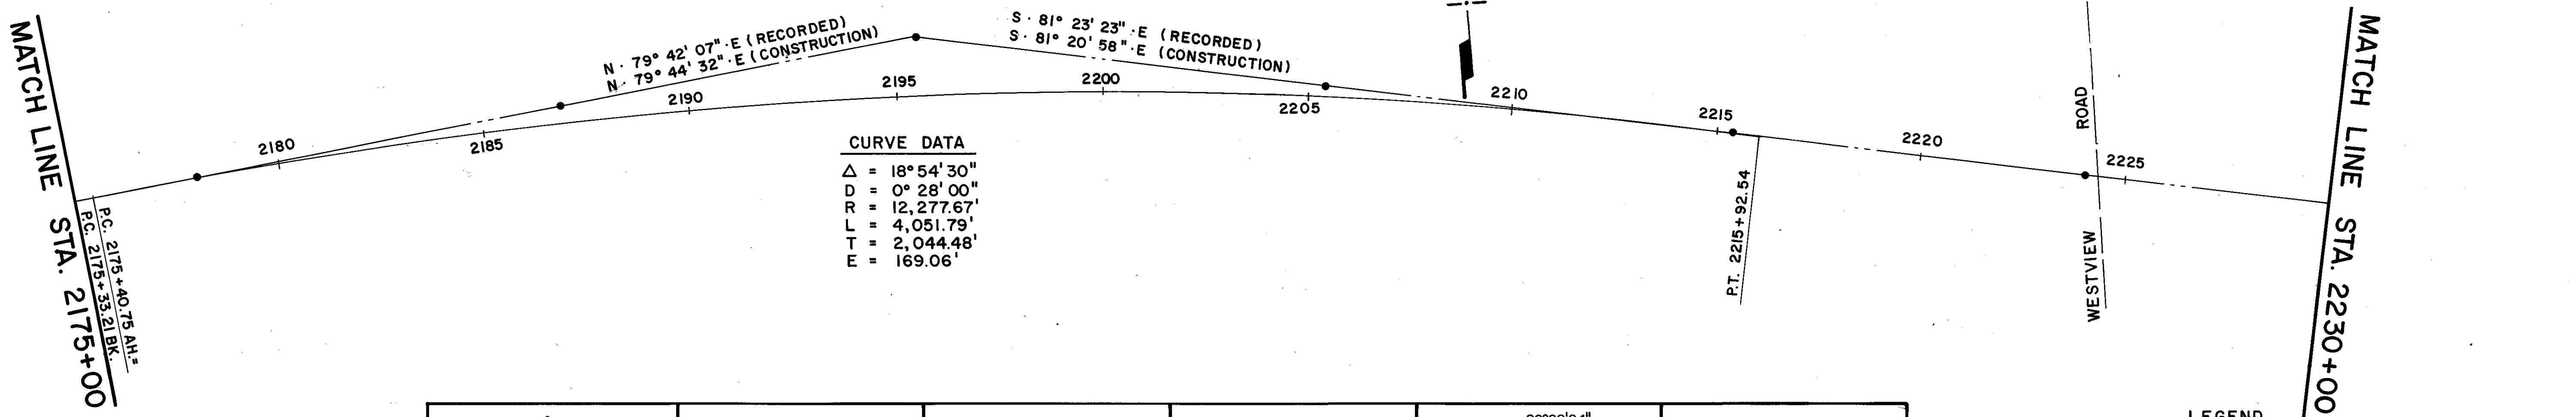 MATCH LINE STA. 2175+00
P.C. 2175+40.75 AH.=
P.C. 2175+33.21 BK.
N. 79° 42' 07" E (RECORDED)
N. 79° 44' 32" E (CONSTRUCTION)
S. 81° 23' 23" E (RECORDED)
S. 81° 20' 58" E (CONSTRUCTION)
2180
2185
2190
2195
2200
2205
2210
2215
2220
2225
CURVE DATA
Δ = 18° 54' 30"
D = 0° 28' 00"
R = 12,277.67'
L = 4,051.79'
T = 2,044.48'
E = 169.06'
P.T. 2215+92.54
WESTVIEW ROAD
MATCH LINE STA. 2230+00
LEGEND